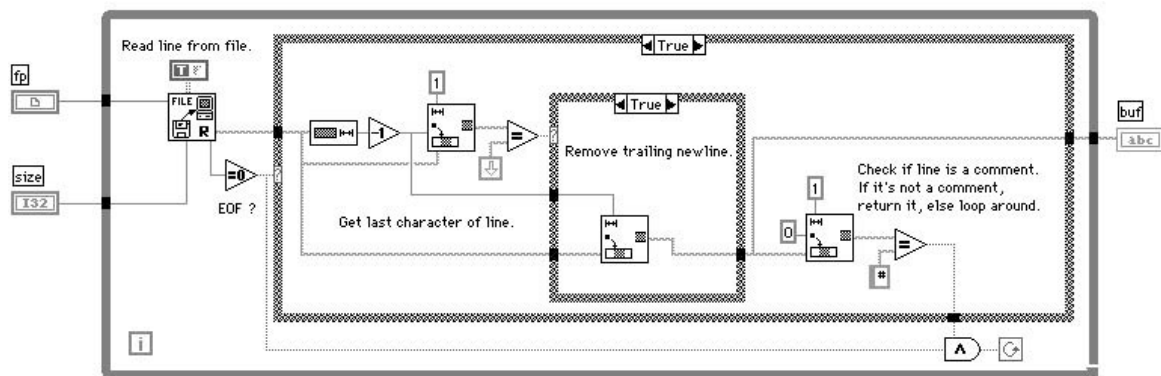 Read line from file.
True
fp
T F
1
True
buf
FILE
R
-1
=
Remove trailing newline.
abc
Check if line is a comment.
If it's not a comment,
return it, else loop around.
size
=0
1
I32
EOF ?
Get last character of line.
0
=
#
i
Λ